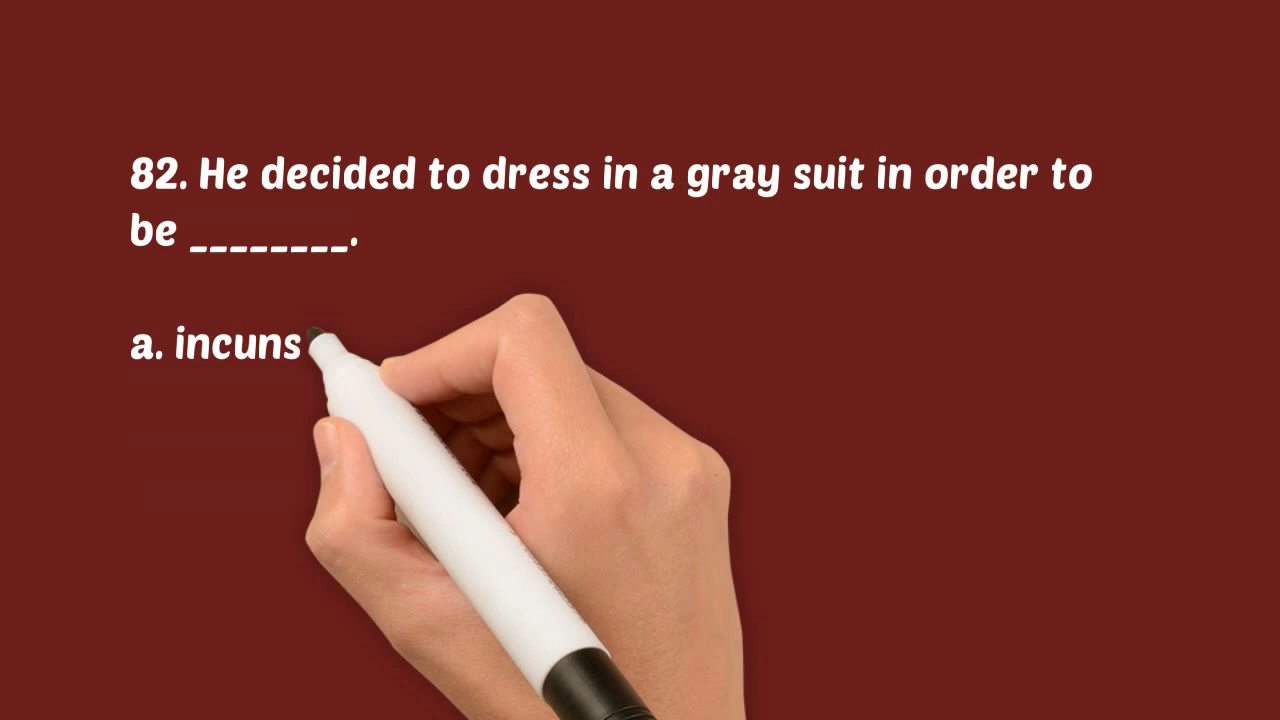 82. He decided to dress in a gray suit in order to
be ________.
a. incuns